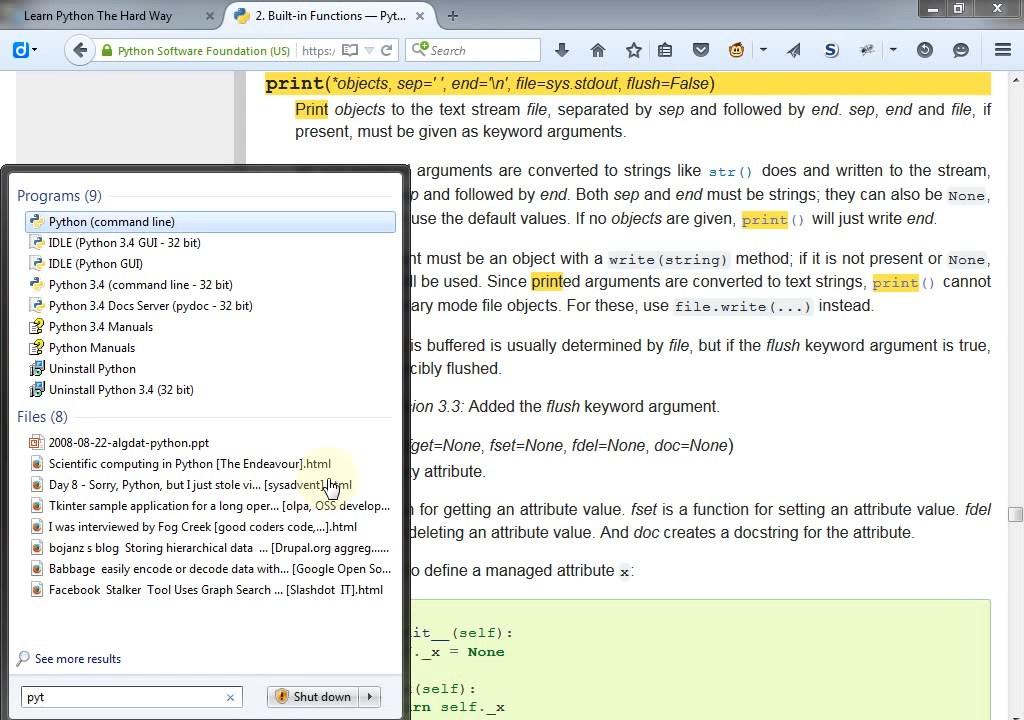 Learn Python The Hard Way
2. Built-in Functions — Pyt...
Python Software Foundation (US)
https:
Search
print(*objects, sep=' ', end='\n', file=sys.stdout, flush=False)
Print objects to the text stream file, separated by sep and followed by end. sep, end and file, if
present, must be given as keyword arguments.
arguments are converted to strings like str() does and written to the stream,
and followed by end. Both sep and end must be strings; they can also be None,
use the default values. If no objects are given, print() will just write end.
must be an object with a write(string) method; if it is not present or None,
be used. Since printed arguments are converted to text strings, print() cannot
mode file objects. For these, use file.write(...) instead.
is buffered is usually determined by file, but if the flush keyword argument is true,
flushed.
3.3: Added the flush keyword argument.
fget=None, fset=None, fdel=None, doc=None)
attribute.
for getting an attribute value. fset is a function for setting an attribute value. fdel
deleting an attribute value. And doc creates a docstring for the attribute.
to define a managed attribute x:
it__(self):
._x = None
(self):
rn self._x
Programs (9)
Python (command line)
IDLE (Python 3.4 GUI - 32 bit)
IDLE (Python GUI)
Python 3.4 (command line - 32 bit)
Python 3.4 Docs Server (pydoc - 32 bit)
Python 3.4 Manuals
Python Manuals
Uninstall Python
Uninstall Python 3.4 (32 bit)
Files (8)
2008-08-22-algdat-python.ppt
Scientific computing in Python [The Endeavour].html
Day 8 - Sorry, Python, but I just stole vi... [sysadvent].html
Tkinter sample application for a long oper... [olpa, OSS develop...
I was interviewed by Fog Creek [good coders code,...].html
bojanz s blog Storing hierarchical data ... [Drupal.org aggreg......
Babbage easily encode or decode data with... [Google Open So...
Facebook Stalker Tool Uses Graph Search ... [Slashdot IT].html
See more results
pyt
Shut down